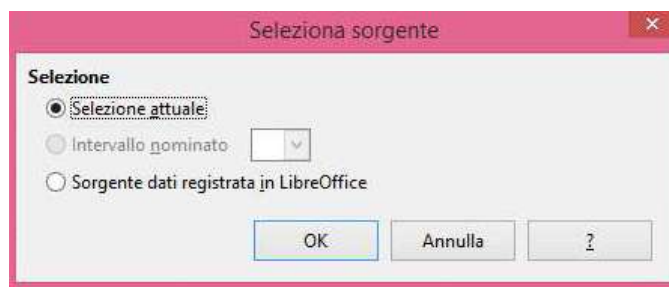 Seleziona sorgente
Selezione
Selezione attuale
Intervallo nominato
Sorgente dati registrata in LibreOffice
OK Annulla ?